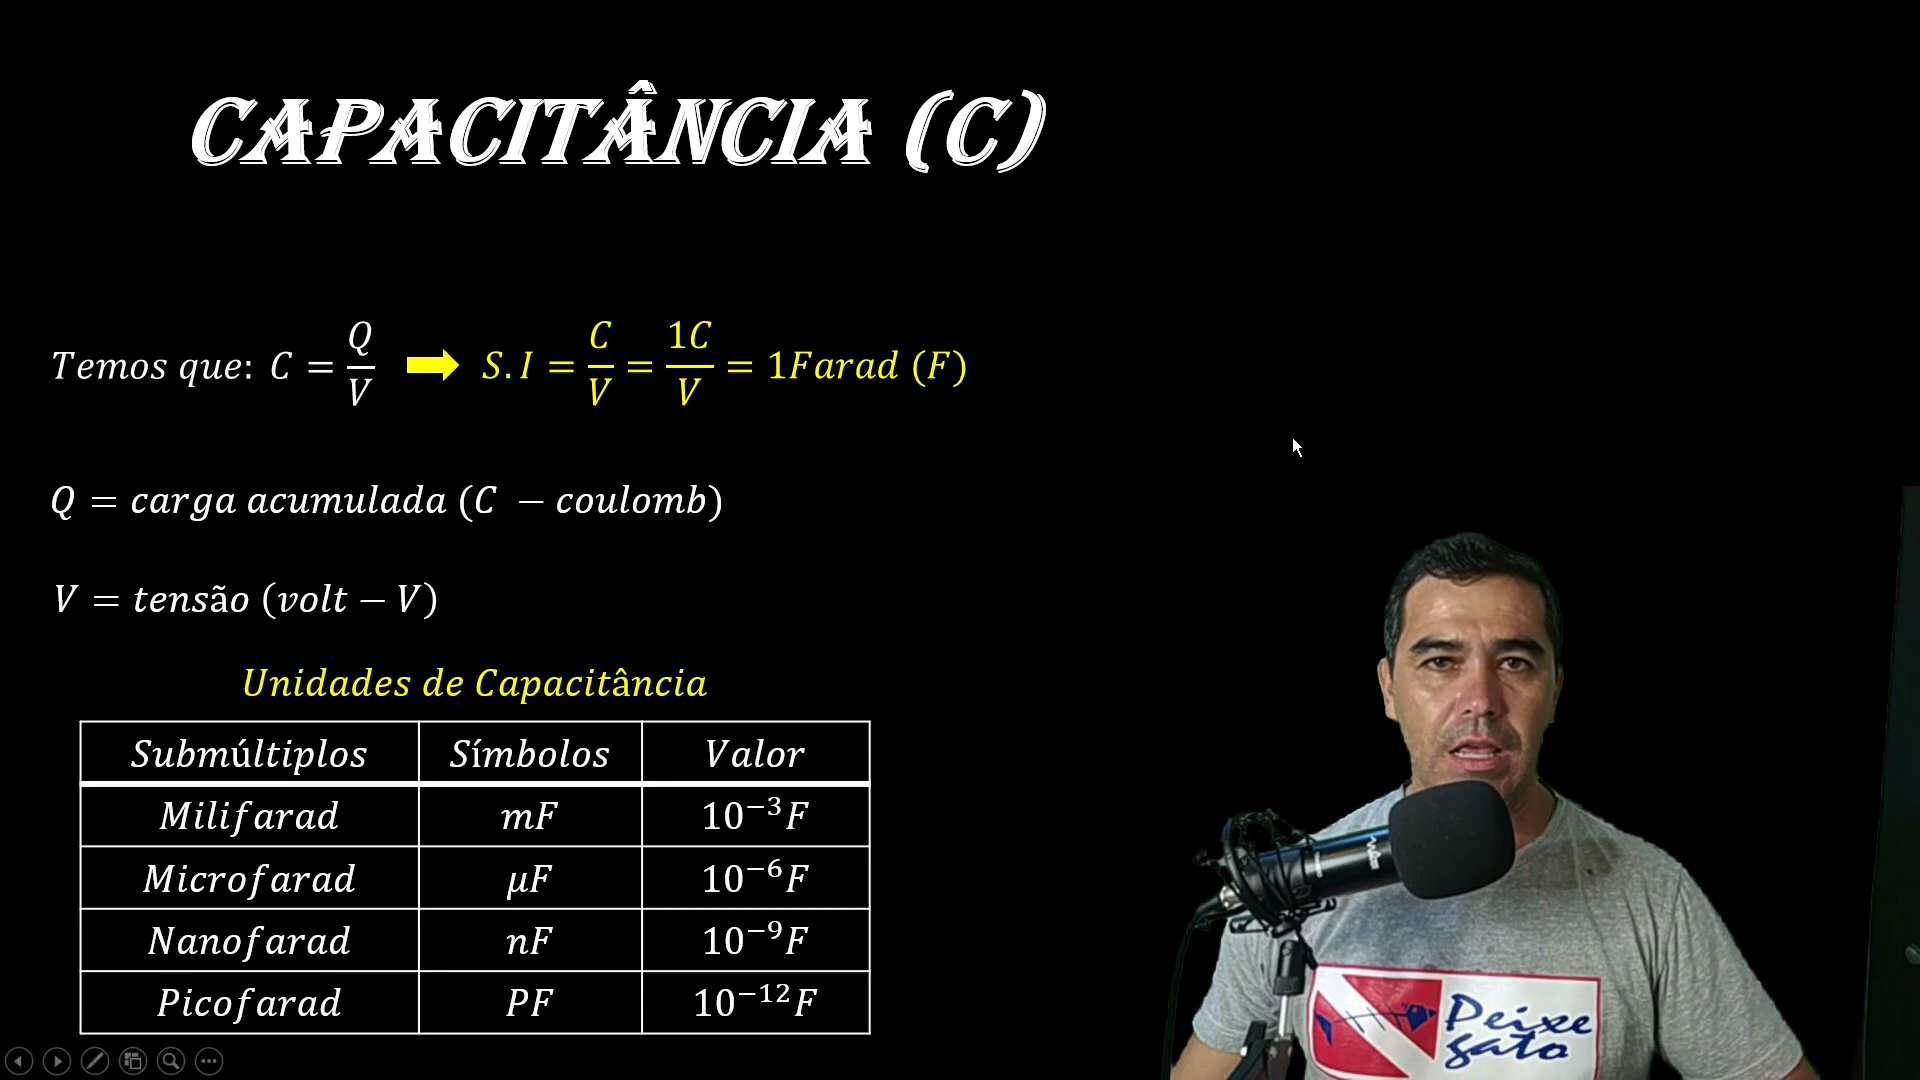 CAPACITÂNCIA (C)
Temos que: C = Q/V ➡ S.I = C/V = 1C/V = 1Farad (F)
Q = carga acumulada (C − coulomb)
V = tensão (volt − V)
Unidades de Capacitância
Submúltiplos Símbolos Valor
Milifarad mF 10⁻³F
Microfarad μF 10⁻⁶F
Nanofarad nF 10⁻⁹F
Picofarad PF 10⁻¹²F
Peixe
gato